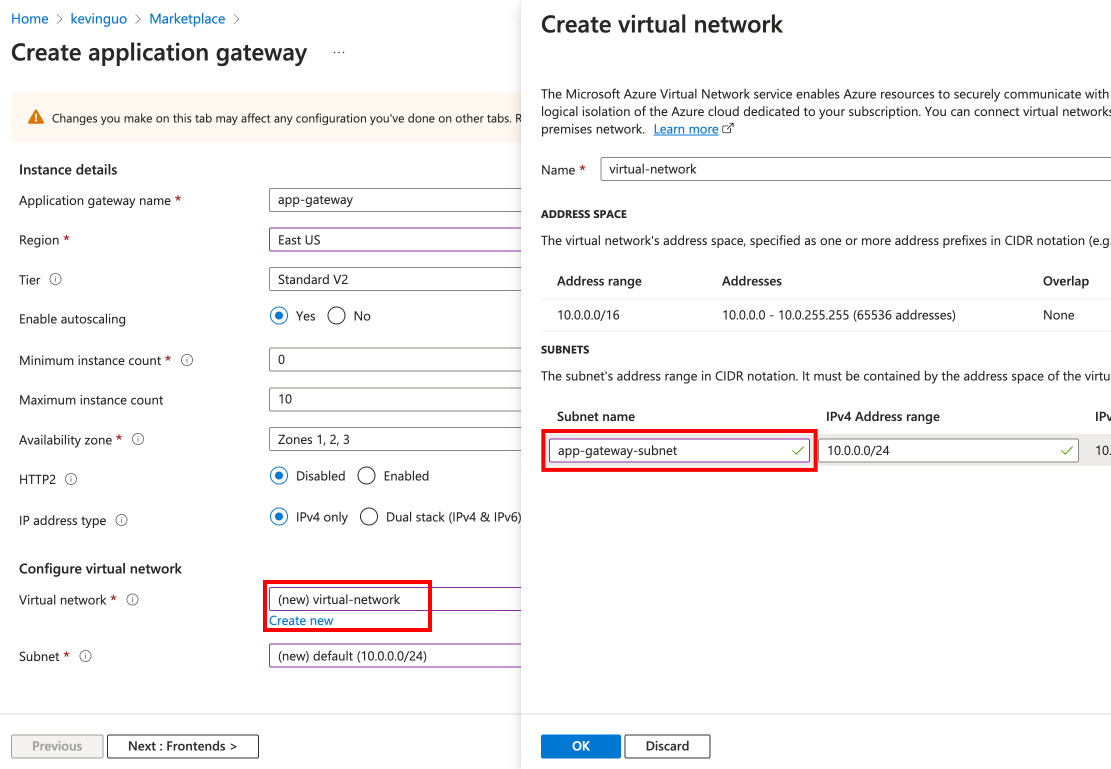 Home > kevinguo > Marketplace >
Create application gateway ...
Changes you make on this tab may affect any configuration you've done on other tabs. R
Instance details
Application gateway name *
app-gateway
Region *
East US
Tier
Standard V2
Enable autoscaling
Yes No
Minimum instance count *
0
Maximum instance count
10
Availability zone *
Zones 1, 2, 3
HTTP2
Disabled Enabled
IP address type
IPv4 only Dual stack (IPv4 & IPv6)
Configure virtual network
Virtual network *
(new) virtual-network
Create new
Subnet *
(new) default (10.0.0.0/24)
Previous
Next : Frontends >
Create virtual network
The Microsoft Azure Virtual Network service enables Azure resources to securely communicate with
logical isolation of the Azure cloud dedicated to your subscription. You can connect virtual networks
premises network. Learn more
Name *
virtual-network
ADDRESS SPACE
The virtual network's address space, specified as one or more address prefixes in CIDR notation (e.g.
Address range Addresses Overlap
10.0.0.0/16 10.0.0.0 - 10.0.255.255 (65536 addresses) None
SUBNETS
The subnet's address range in CIDR notation. It must be contained by the address space of the virtu
Subnet name IPv4 Address range IPv
app-gateway-subnet 10.0.0.0/24 10.
OK
Discard